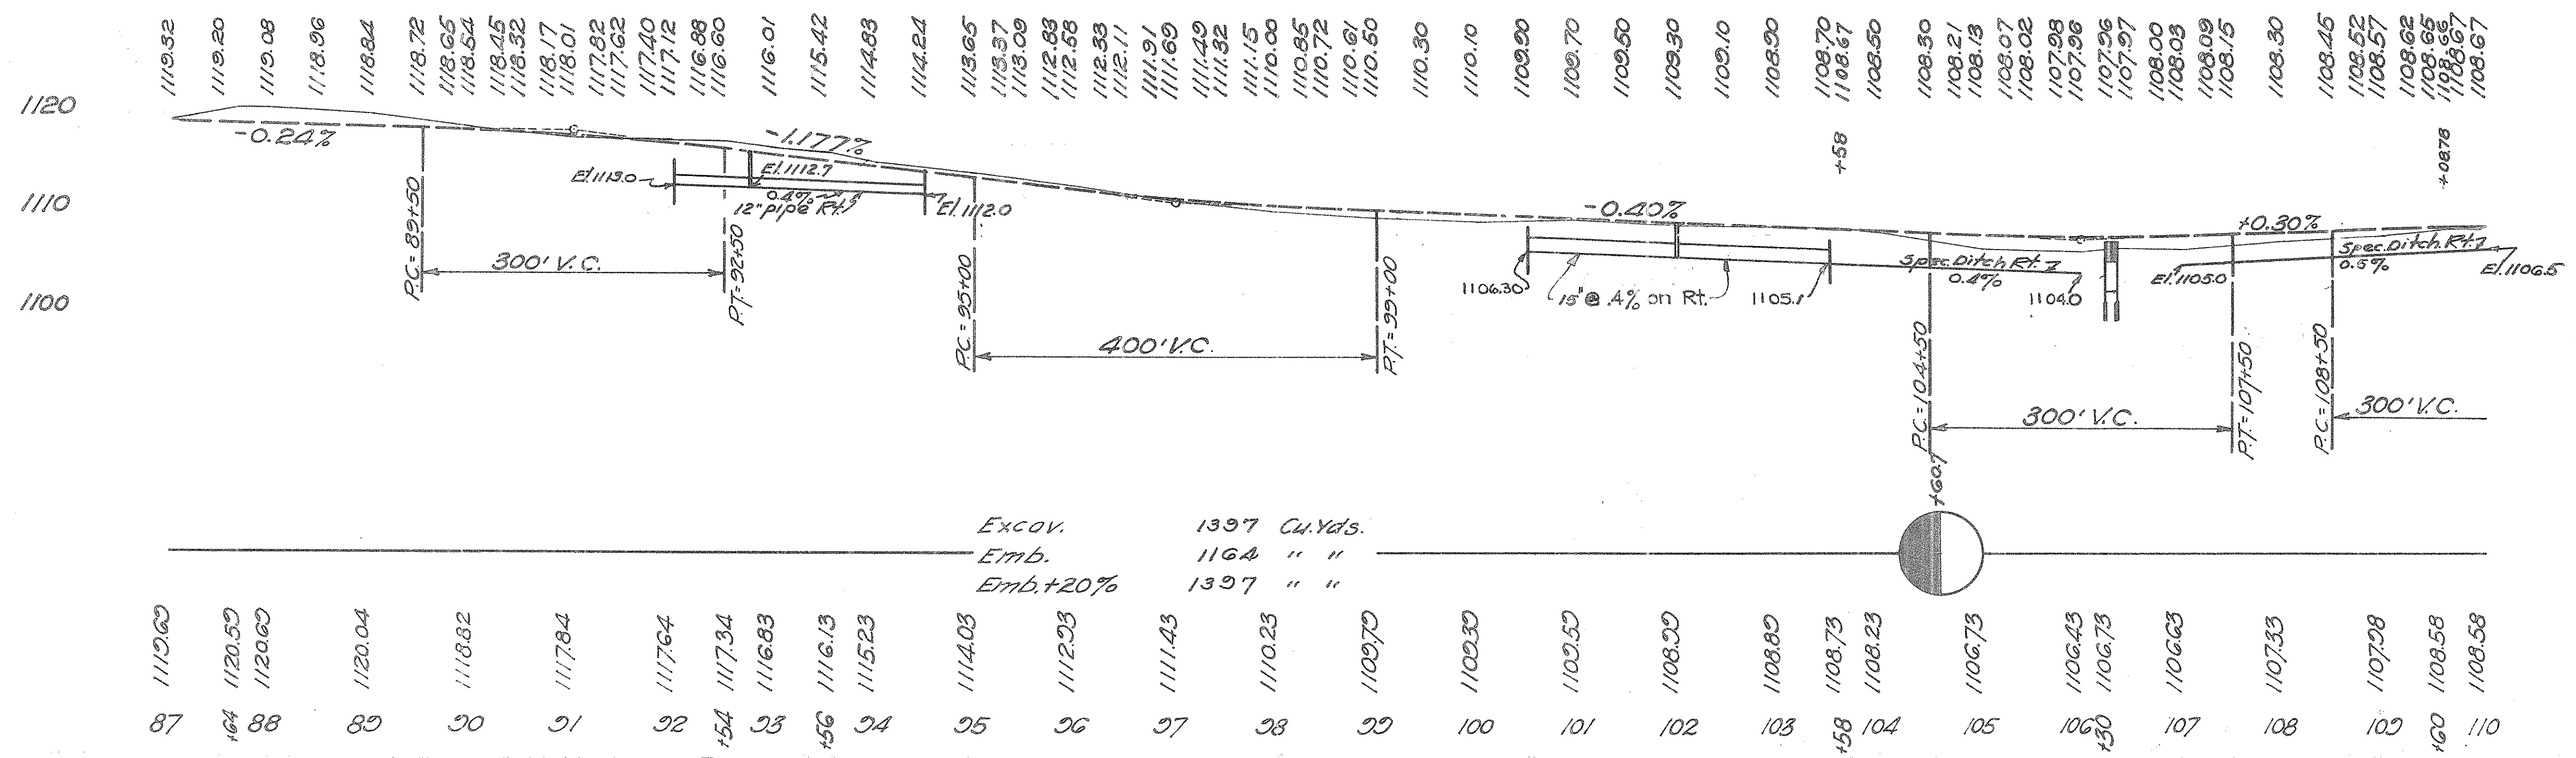 1119.32 1119.20 1119.08 1118.96 1118.84 1118.72 1118.65 1118.54 1118.45 1118.32 1118.17 1118.01 1117.82 1117.62 1117.40 1117.12 1116.88 1116.60 1116.01 1115.42 1114.83 1114.24 1113.65 1113.37 1113.09 1112.83 1112.58 1112.33 1112.11 1111.91 1111.69 1111.49 1111.32 1111.15 1110.00 1110.85 1110.72 1110.61 1110.50 1110.30 1110.10 1109.90 1109.70 1109.50 1109.30 1109.10 1108.90 1108.70 1108.67 1108.50 1108.30 1108.21 1108.13 1108.07 1108.02 1107.98 1107.96 1107.96 1107.97 1108.00 1108.03 1108.09 1108.15 1108.30 1108.45 1108.52 1108.57 1108.62 1108.65 1108.66 1108.67 1108.67
1120
-0.24%
-1.177%
+58
+08.78
El.1113.0
El.1112.7
0.4%
12" pipe Rt.
El.1112.0
1110
-0.40%
+0.30%
P.C.=89+50
300' V.C.
P.T.=92+50
Spec. Ditch Rt.
0.4%
Spec. Ditch Rt.
0.5%
El.1106.5
El.1105.0
1106.30
15" @ .4% on Rt.
1105.1
1104.0
1100
P.C.=95+00
400' V.C.
P.T.=99+00
P.C.=104+50
300' V.C.
P.T.=107+50
P.C.=108+50
300' V.C.
+60.7
Excav. 1397 Cu.Yds.
Emb. 1164 " "
Emb.+20% 1397 " "
1119.69 1120.59 1120.69 1120.04 1118.82 1117.84 1117.64 1117.34 1116.83 1116.13 1115.23 1114.03 1112.93 1111.43 1110.23 1109.79 1109.39 1109.59 1108.99 1108.89 1108.73 1108.23 1106.73 1106.43 1106.73 1106.63 1107.33 1107.98 1108.58 1108.58
87 +64 88 89 90 91 92 +54 93 +56 94 95 96 97 98 99 100 101 102 103 +58 104 105 106 +30 107 108 109 +60 110